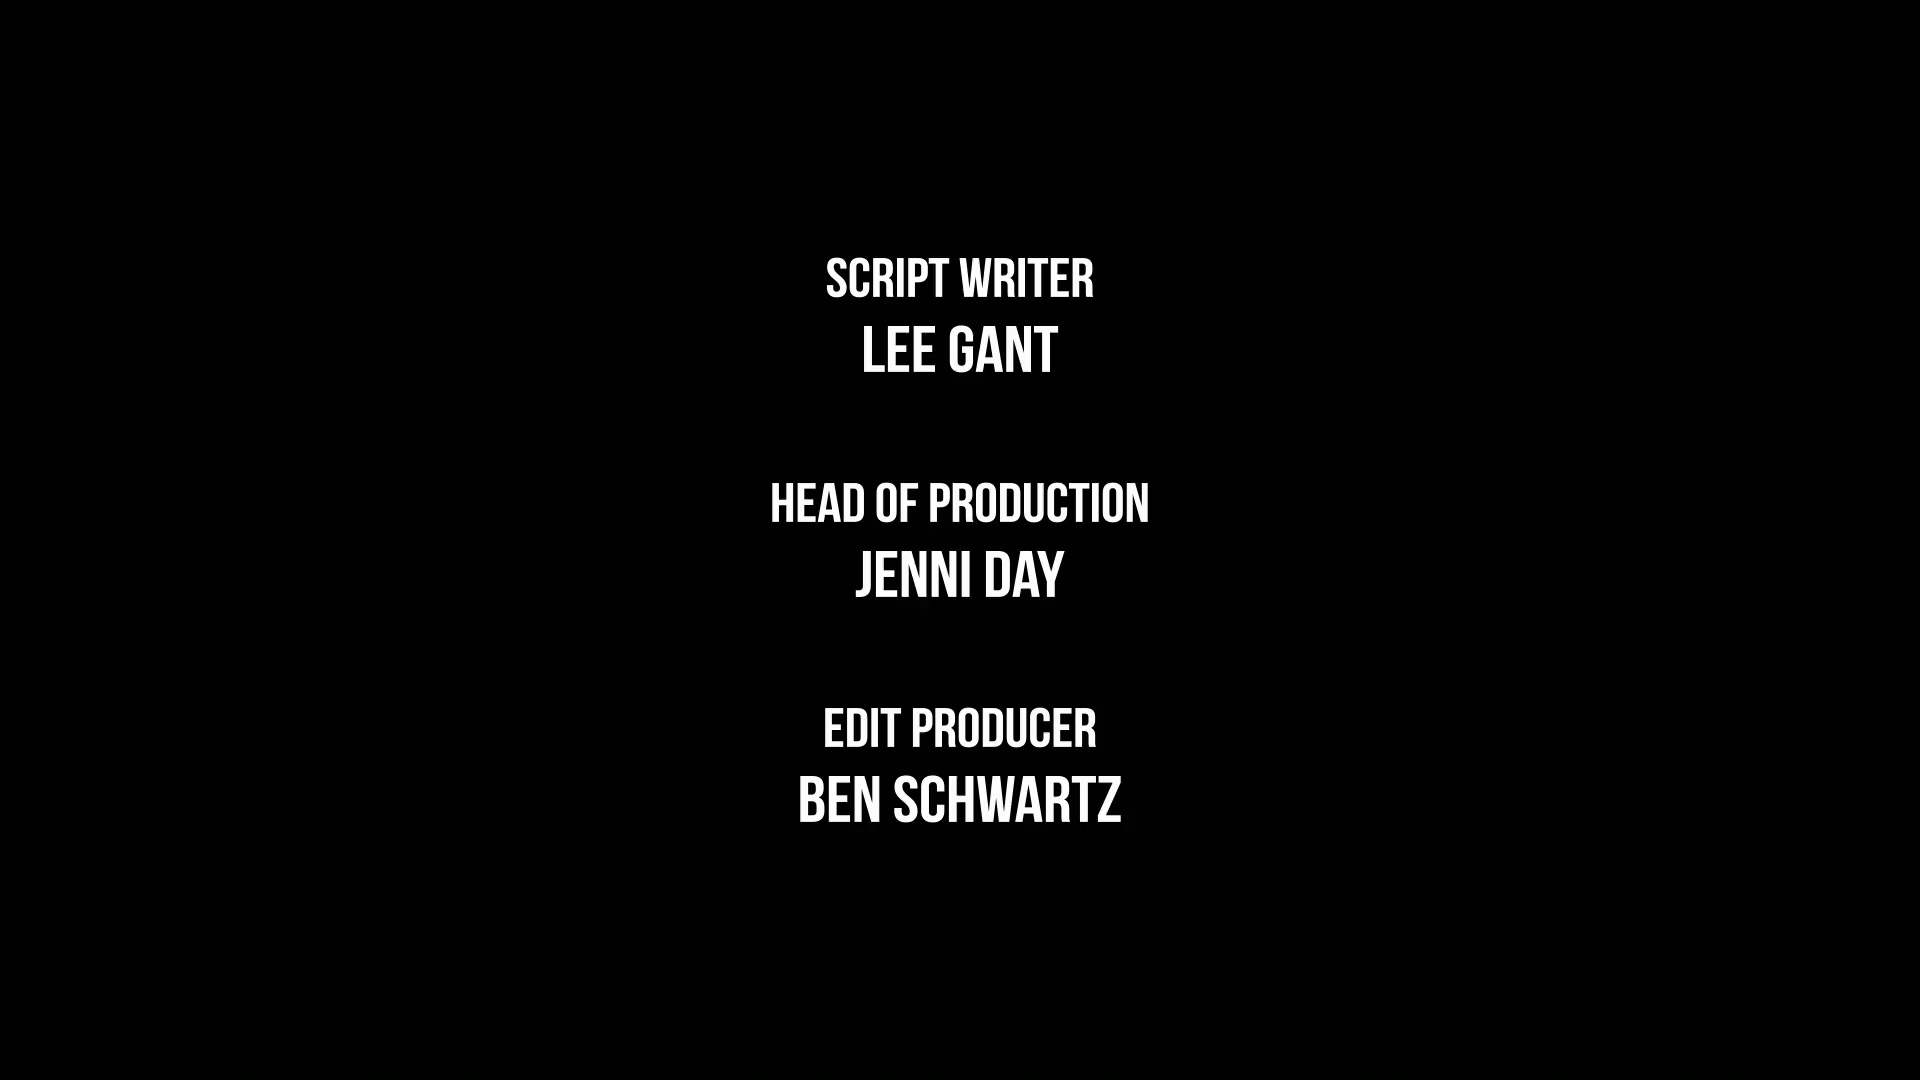 SCRIPT WRITER
LEE GANT
HEAD OF PRODUCTION
JENNI DAY
EDIT PRODUCER
BEN SCHWARTZ